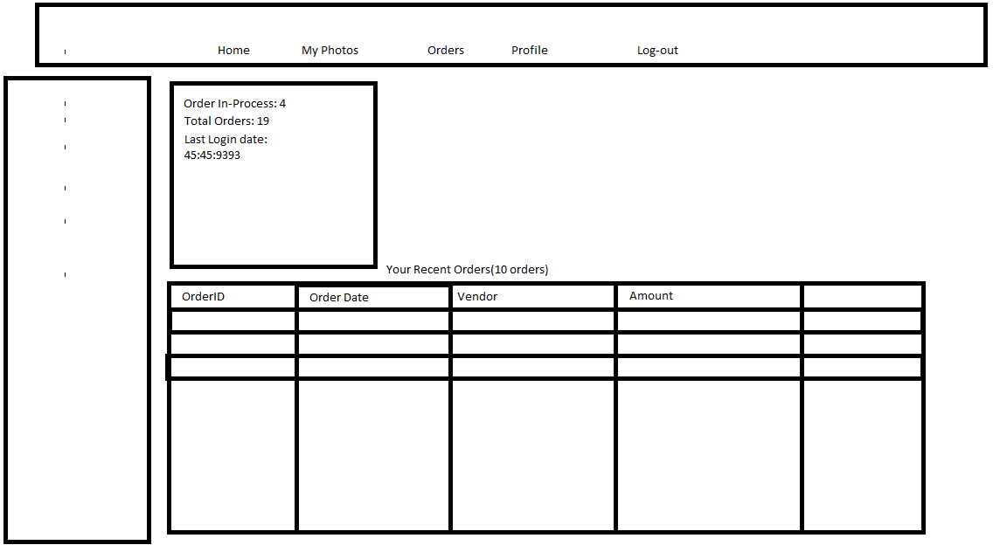 Home My Photos Orders Profile Log-out
Order In-Process: 4
Total Orders: 19
Last Login date:
45:45:9393
Your Recent Orders(10 orders)
OrderID Order Date Vendor Amount